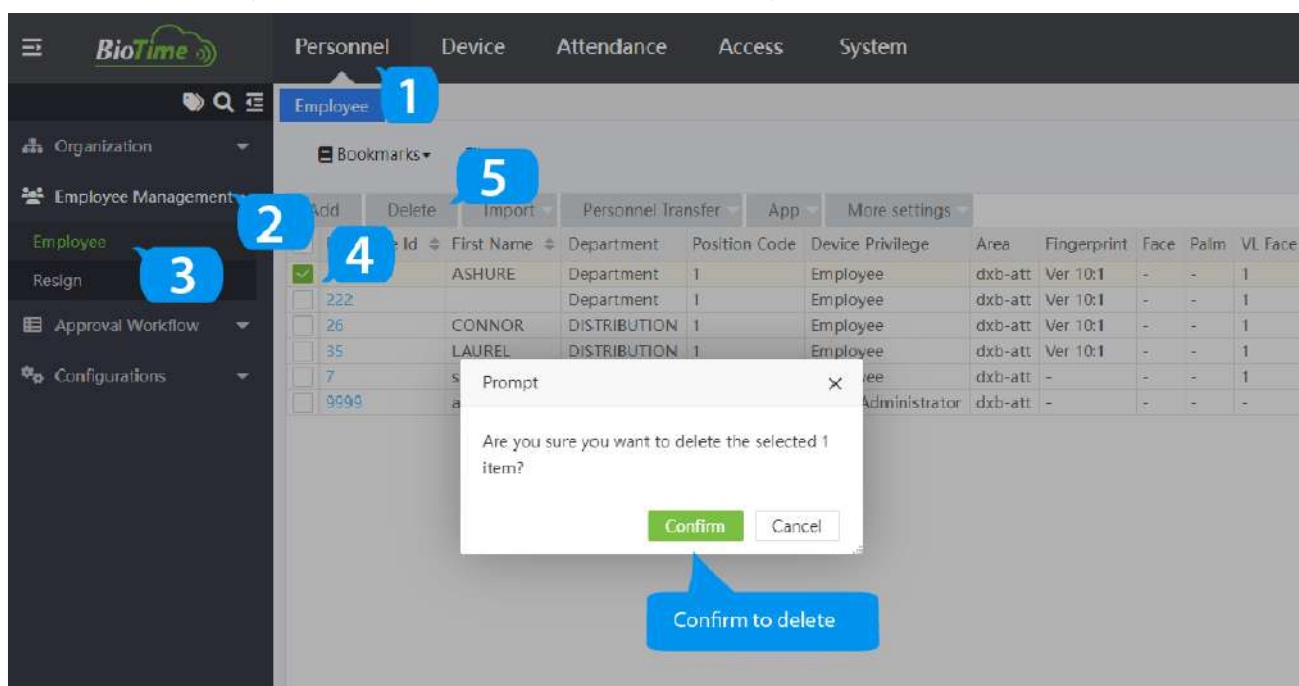 BioTime
Personnel Device Attendance Access System
1
Employee
Organization
Bookmarks
5
Employee Management
2
Add Delete Import Personnel Transfer App More settings
Employee
Id First Name Department Position Code Device Privilege Area Fingerprint Face Palm VL Face
3
4
Resign
ASHURE Department 1 Employee dxb-att Ver 10:1 - - 1
222 Department 1 Employee dxb-att Ver 10:1 - - 1
Approval Workflow
26 CONNOR DISTRIBUTION 1 Employee dxb-att Ver 10:1 - - 1
35 LAUREL DISTRIBUTION 1 Employee dxb-att Ver 10:1 - - 1
Configurations
7 s yee dxb-att - - - 1
9999 a Administrator dxb-att - - - -
Prompt
Are you sure you want to delete the selected 1
item?
Confirm Cancel
Confirm to delete